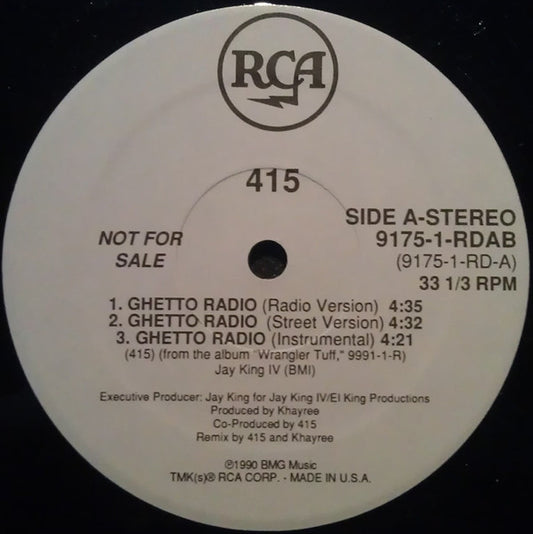 RCA
415
SIDE A-STEREO
NOT FOR
SALE
9175-1-RDAB
(9175-1-RD-A)
33 1/3 RPM
1. GHETTO RADIO (Radio Version) 4:35
2. GHETTO RADIO (Street Version) 4:32
3. GHETTO RADIO (Instrumental) 4:21
(415) (from the album "Wrangler Tuff," 9991-1-R)
Jay King IV (BMI)
Executive Producer: Jay King for Jay King IV/El King Productions
Produced by Khayree
Co-Produced by 415
Remix by 415 and Khayree
℗1990 BMG Music
TMK(s)® RCA CORP. - MADE IN U.S.A.